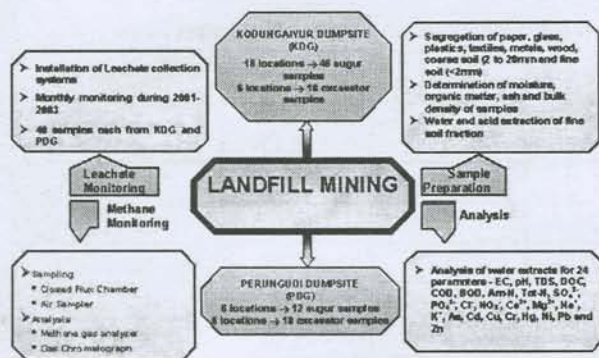 KODUNGAIYUR DUMPSITE
(KDG)
18 locations → 46 augur
samples
6 locations → 18 excavator samples
➤ Installation of Leachate collection
systems
➤ Monthly monitoring during 2001-
2003
➤ 40 samples each from KDG and
PDG
➤ Segregation of paper, glass,
plastics, textiles, metals, wood,
coarse soil (2 to 20mm and fine
soil (<2mm)
➤ Determination of moisture,
organic matter, ash and bulk
density of samples
➤ Water and acid extraction of fine
soil fraction
Leachate
Monitoring
Methane
Monitoring
LANDFILL MINING
Sample
Preparation
Analysis
➤ Sampling
• Closed Flux Chamber
• Air Sampler
➤ Analysis
• Methane gas analyzer
• Gas Chromatograph
PERUNGUDI DUMPSITE
(PDG)
6 locations → 12 augur samples
6 locations → 18 excavator samples
➤ Analysis of water extracts for 24
parameters - EC, pH, TDS, DOC,
COD, BOD, Am-N, Tot-N, SO₄²⁻,
PO₄³⁻, Cl⁻, NO₃⁻, Ca²⁺, Mg²⁺, Na⁺,
K⁺, As, Cd, Cu, Cr, Hg, Ni, Pb and
Zn